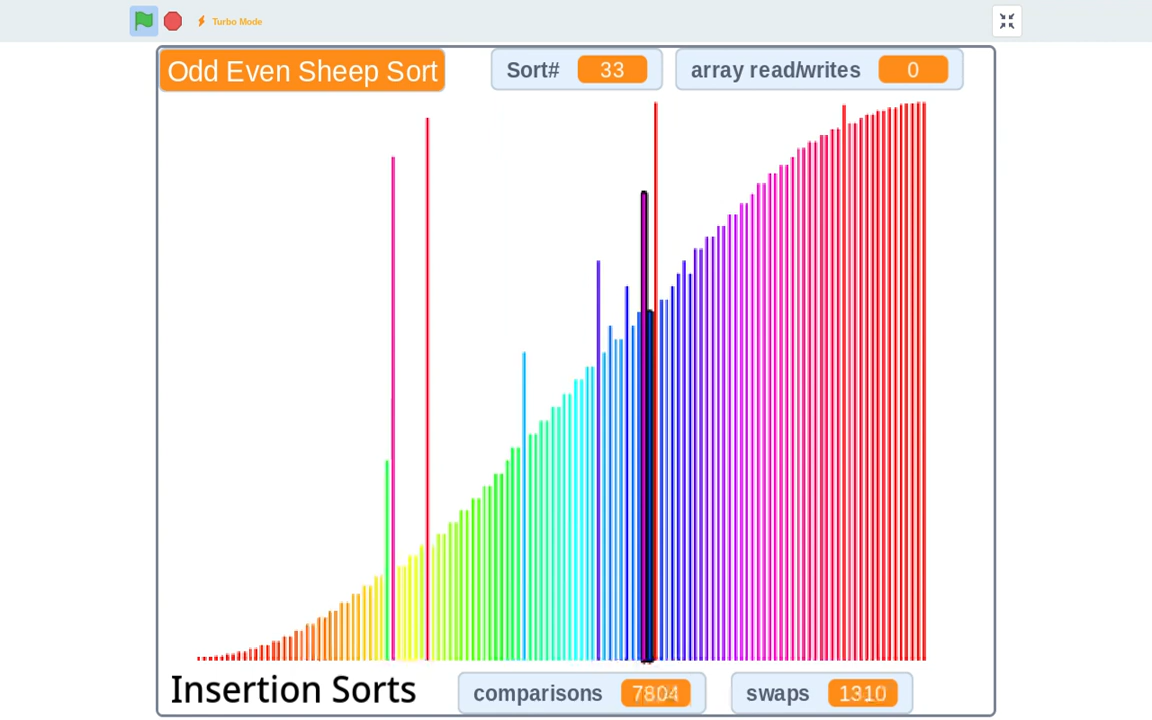 Turbo Mode
Odd Even Sheep Sort
Sort# 33
array read/writes 0
Insertion Sorts
comparisons 7804
swaps 1310